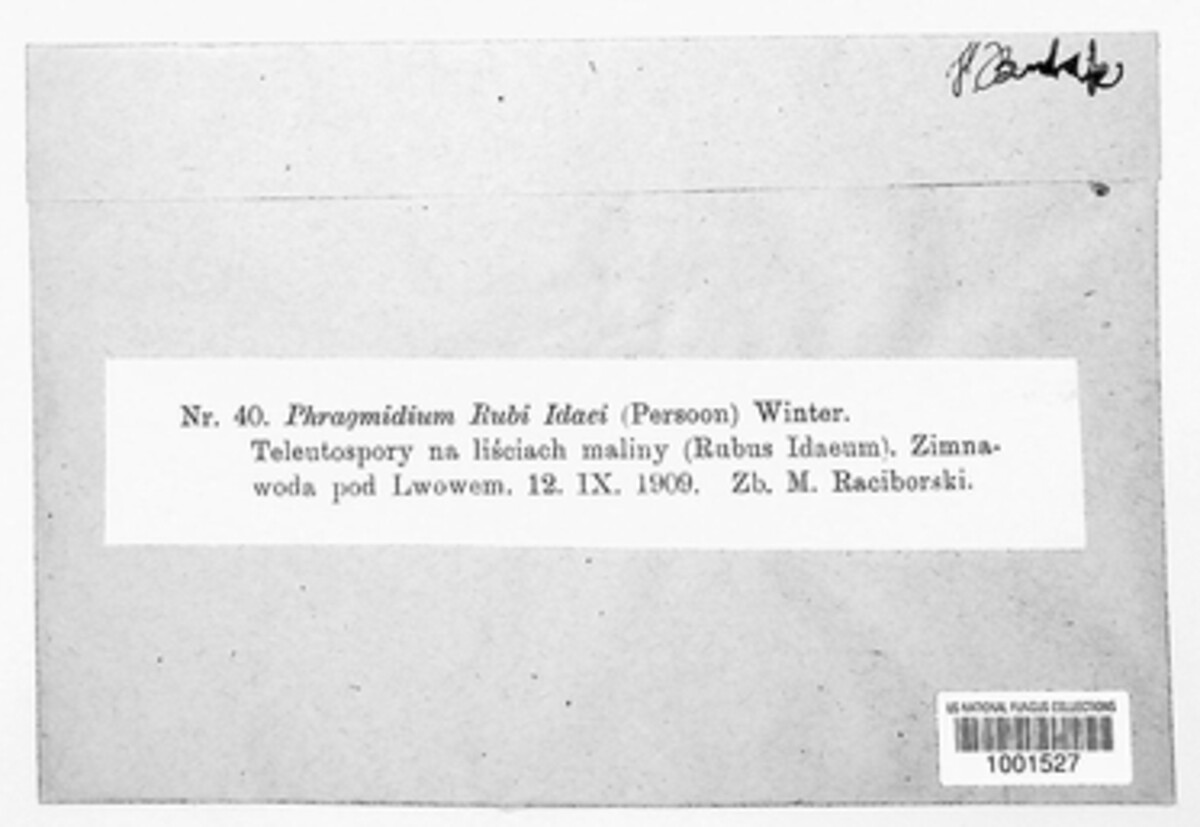 Nr. 40. Phragmidium Rubi Idaei (Persoon) Winter.
Teleutospory na liściach maliny (Rubus Idaeum). Zimna-
woda pod Lwowem. 12. IX. 1909. Zb. M. Raciborski.
US NATIONAL FUNGUS COLLECTIONS
1001527